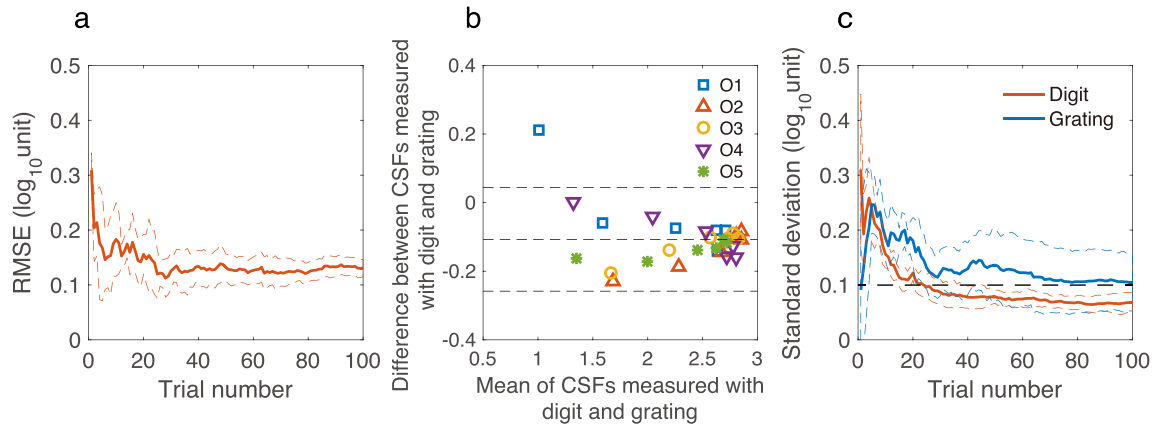 a
RMSE (log10unit)
0.5
0.4
0.3
0.2
0.1
0
0
20
40
60
80
100
Trial number
b
Difference between CSFs measured
with digit and grating
0.4
0.2
0
-0.2
-0.4
0.5
1
1.5
2
2.5
3
Mean of CSFs measured with
digit and grating
O1
O2
O3
O4
O5
c
Standard deviation (log10unit)
0.5
0.4
0.3
0.2
0.1
0
0
20
40
60
80
100
Trial number
Digit
Grating